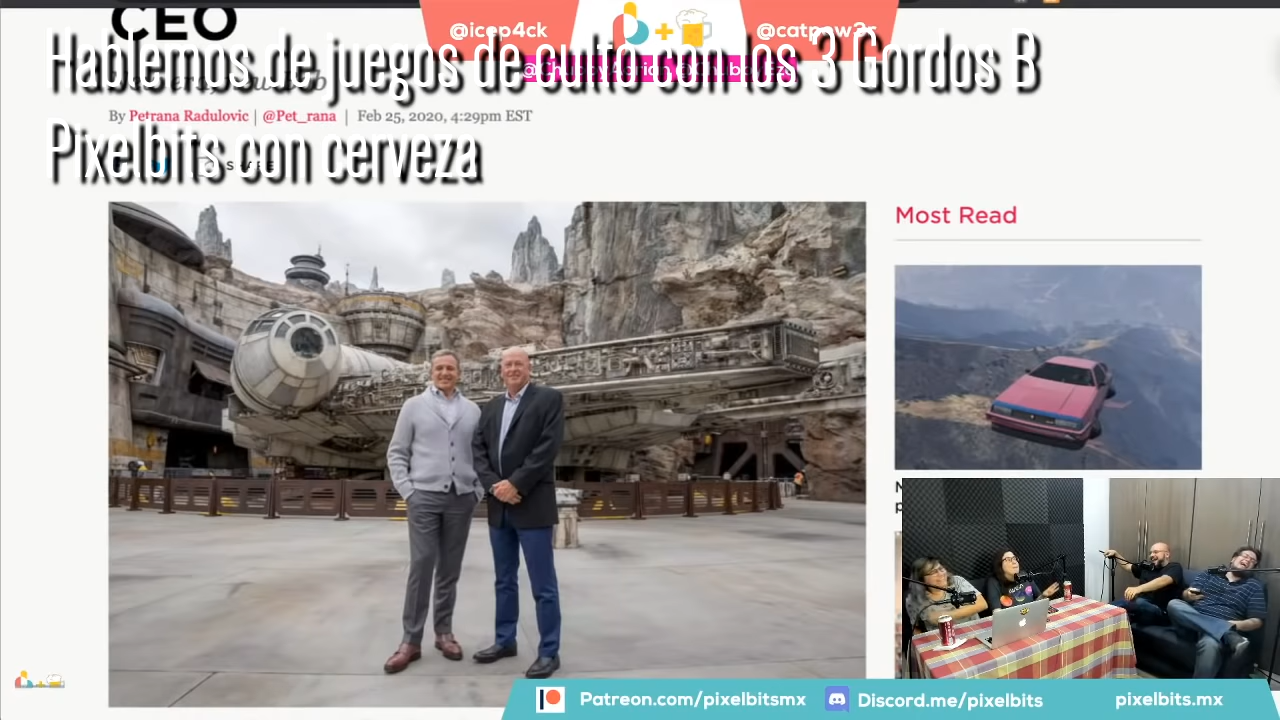 CEO
@icep4ck
@catpaw3r
Hablemos de juegos de culto con los 3 Gordos B
Pixelbits con cerveza
By Petrana Radulovic | @Pet_rana | Feb 25, 2020, 4:29pm EST
Most Read
Patreon.com/pixelbitsmx
Discord.me/pixelbits
pixelbits.mx